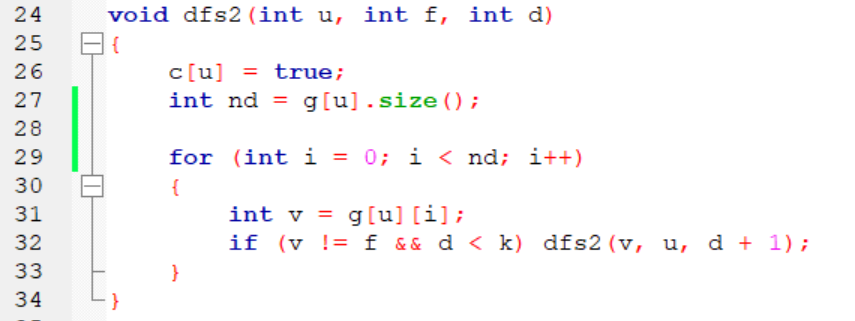 24 void dfs2(int u, int f, int d)
25 {
26     c[u] = true;
27     int nd = g[u].size();
28
29     for (int i = 0; i < nd; i++)
30     {
31         int v = g[u][i];
32         if (v != f && d < k) dfs2(v, u, d + 1);
33     }
34 }